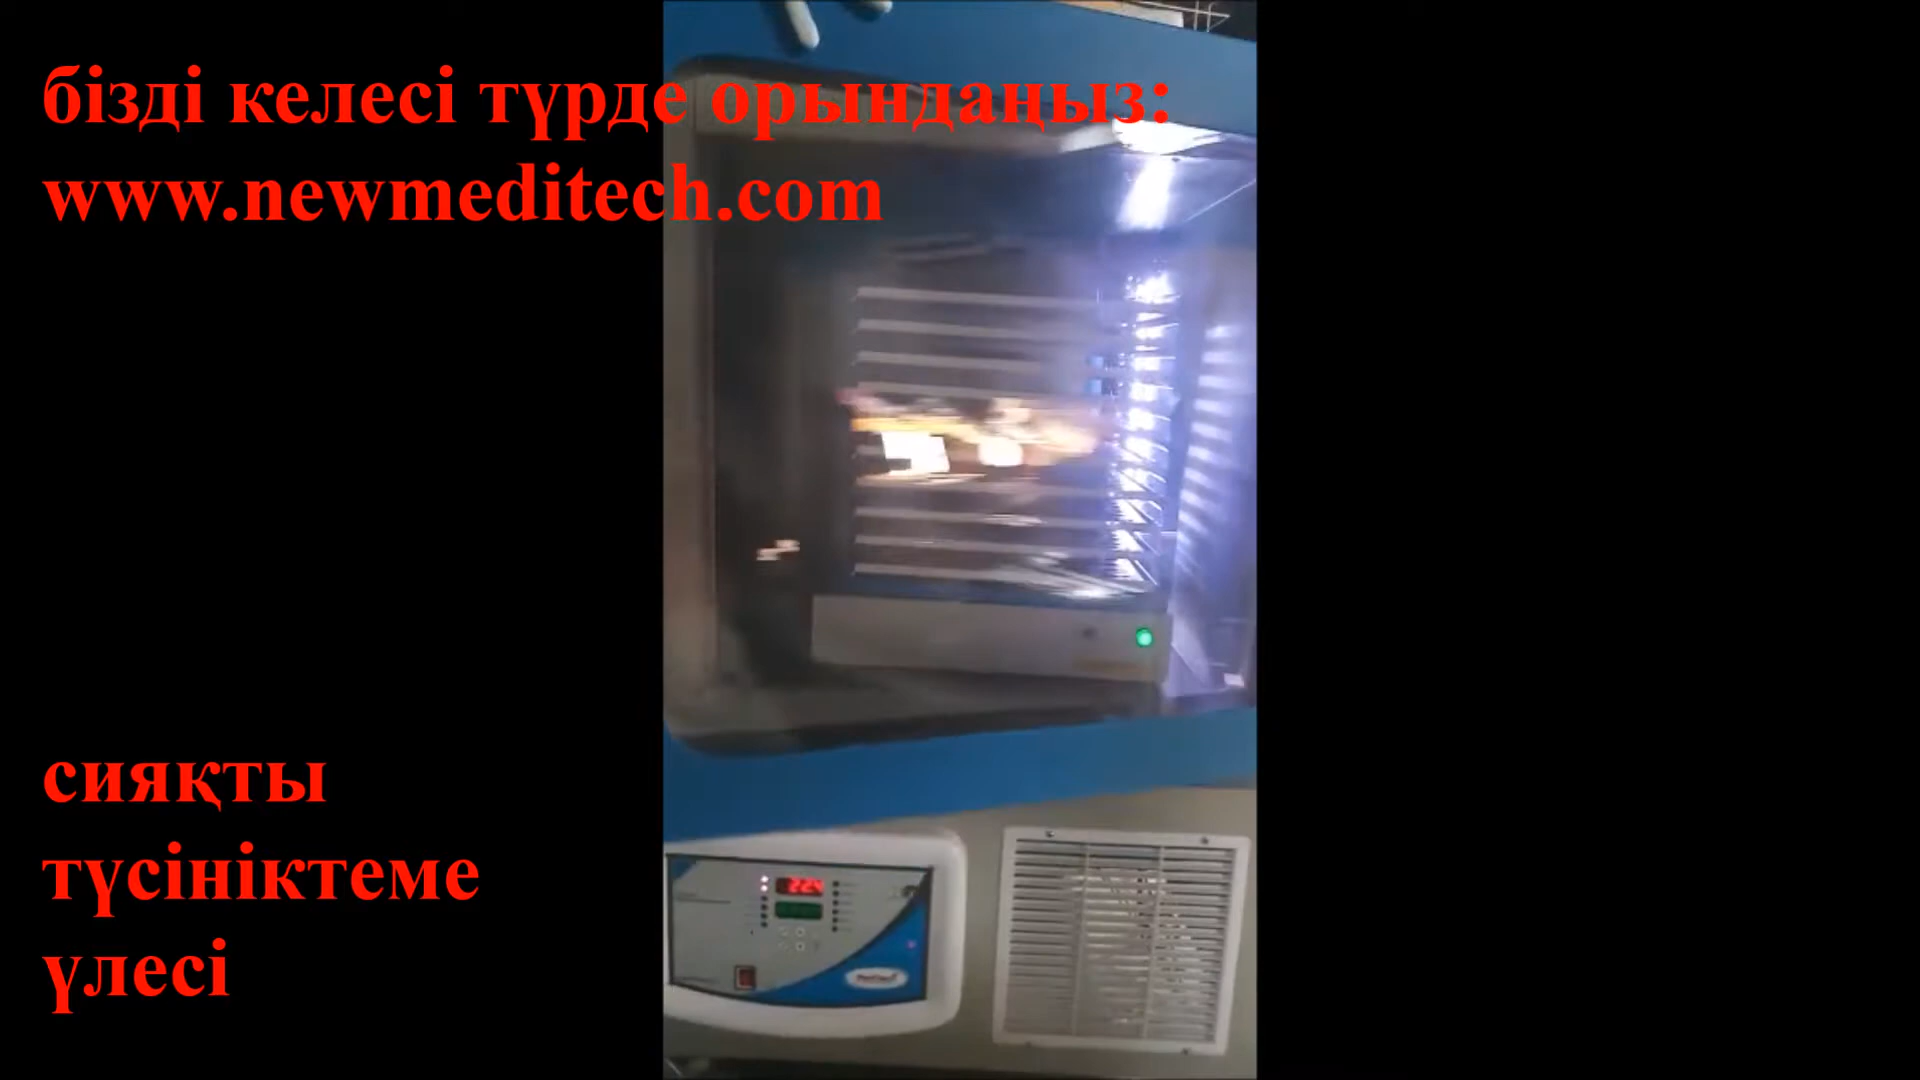 бізді келесі түрде орындаңыз:
www.newmeditech.com
сияқты
түсініктеме
үлесі